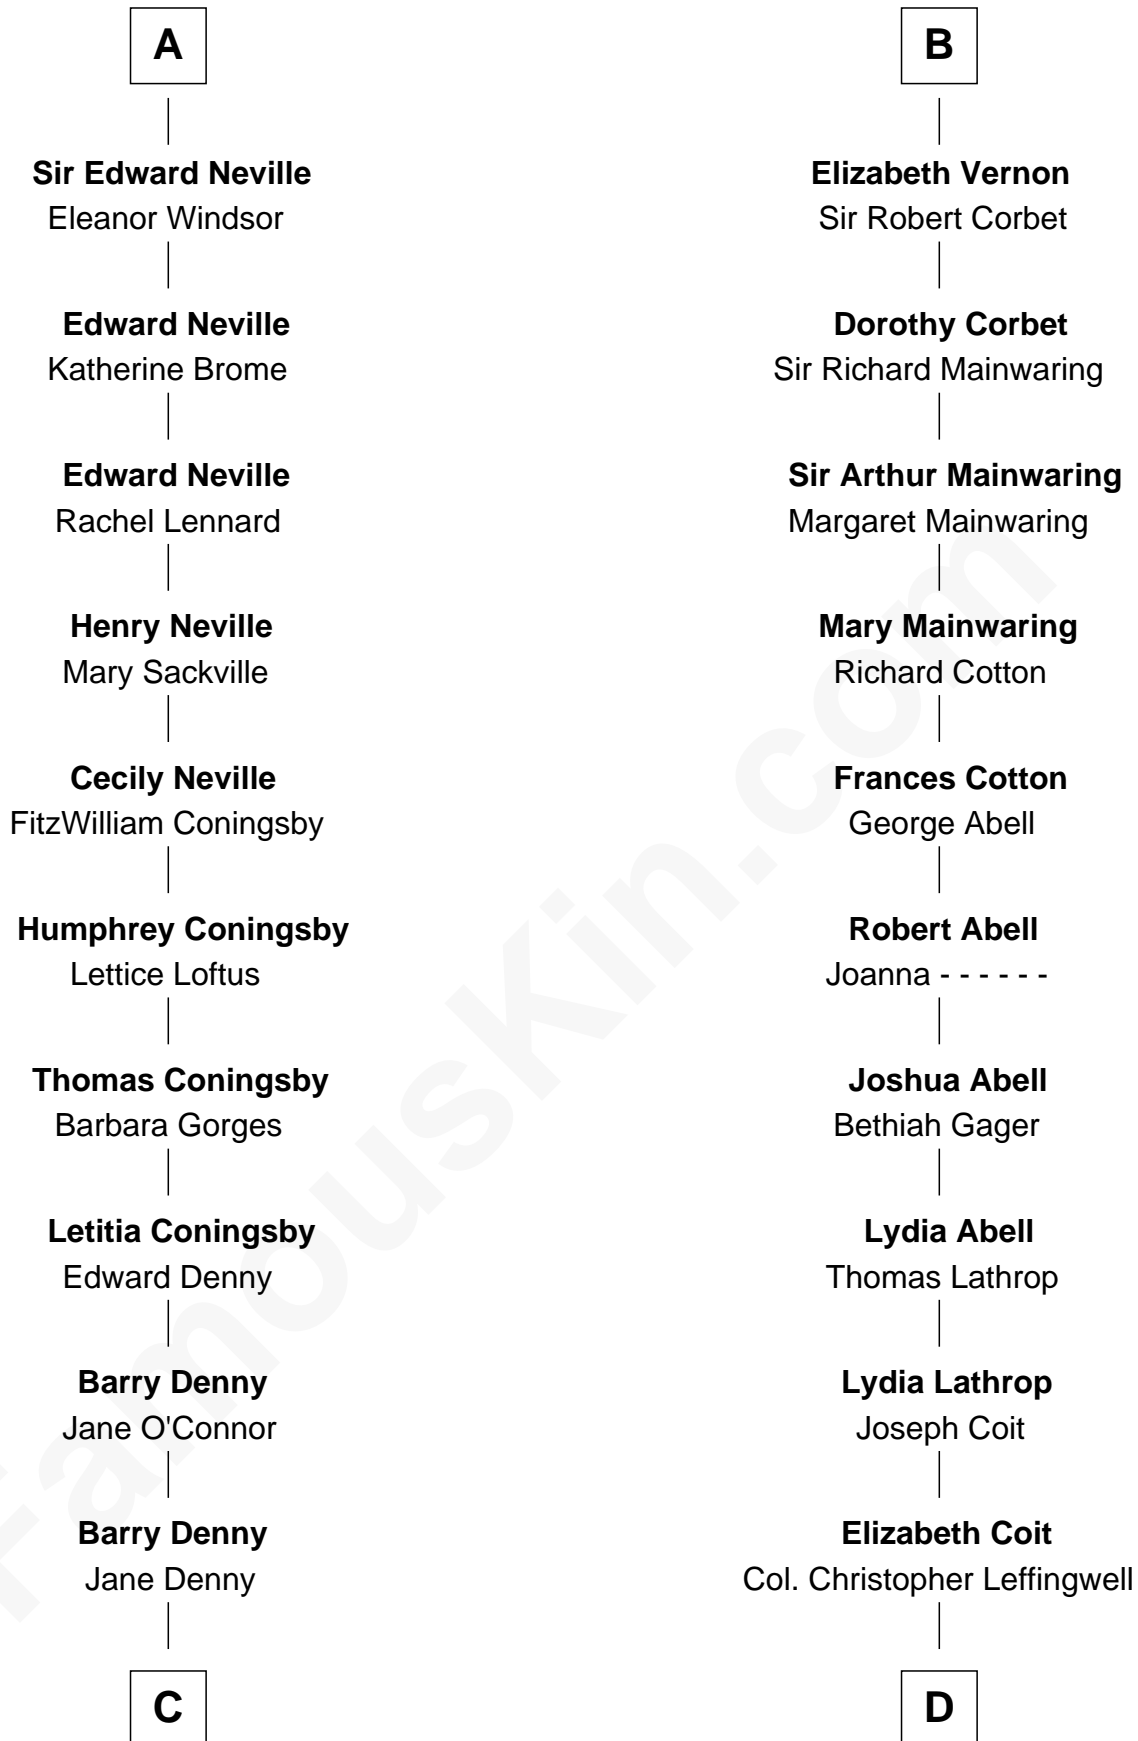 A
Sir Edward Neville
Eleanor Windsor
Edward Neville
Katherine Brome
Edward Neville
Rachel Lennard
Henry Neville
Mary Sackville
Cecily Neville
FitzWilliam Coningsby
Humphrey Coningsby
Lettice Loftus
Thomas Coningsby
Barbara Gorges
Letitia Coningsby
Edward Denny
Barry Denny
Jane O'Connor
Barry Denny
Jane Denny
C
B
Elizabeth Vernon
Sir Robert Corbet
Dorothy Corbet
Sir Richard Mainwaring
Sir Arthur Mainwaring
Margaret Mainwaring
Mary Mainwaring
Richard Cotton
Frances Cotton
George Abell
Robert Abell
Joanna - - - - - -
Joshua Abell
Bethiah Gager
Lydia Abell
Thomas Lathrop
Lydia Lathrop
Joseph Coit
Elizabeth Coit
Col. Christopher Leffingwell
D
FamousKin.com